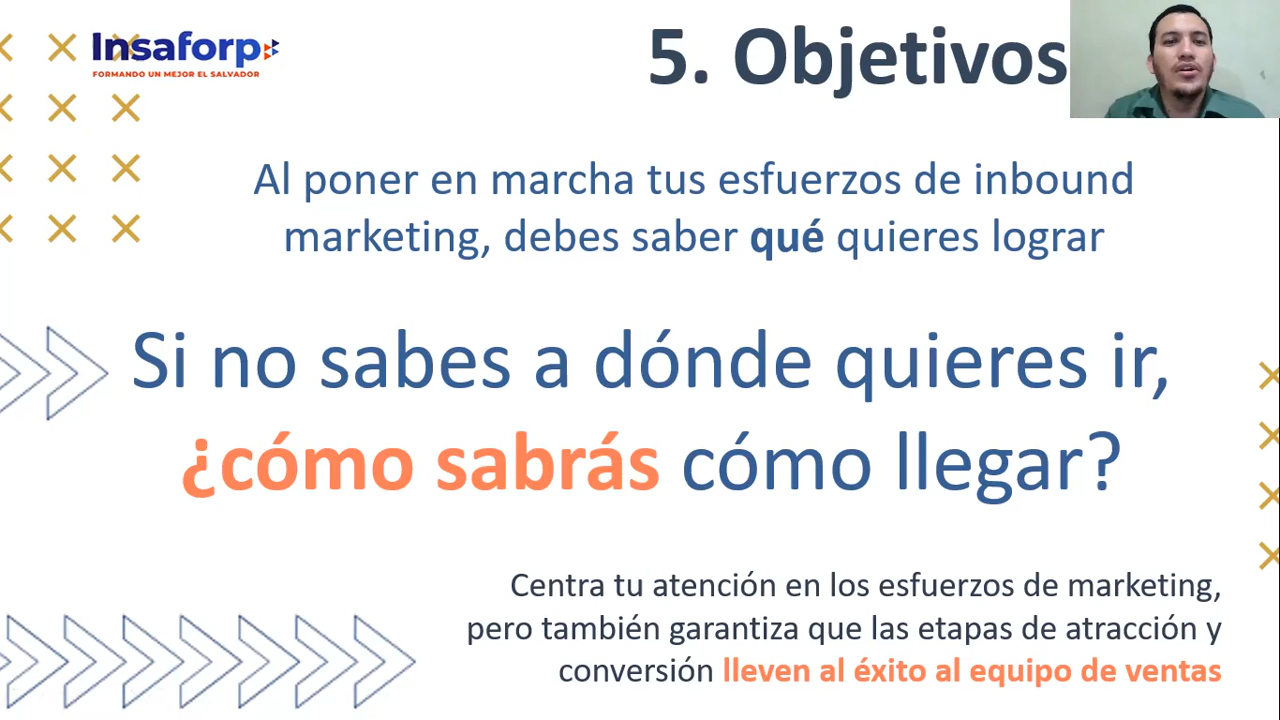 Insaforp
FORMANDO UN MEJOR EL SALVADOR
5. Objetivos
Al poner en marcha tus esfuerzos de inbound
marketing, debes saber qué quieres lograr
Si no sabes a dónde quieres ir,
¿cómo sabrás cómo llegar?
Centra tu atención en los esfuerzos de marketing,
pero también garantiza que las etapas de atracción y
conversión lleven al éxito al equipo de ventas